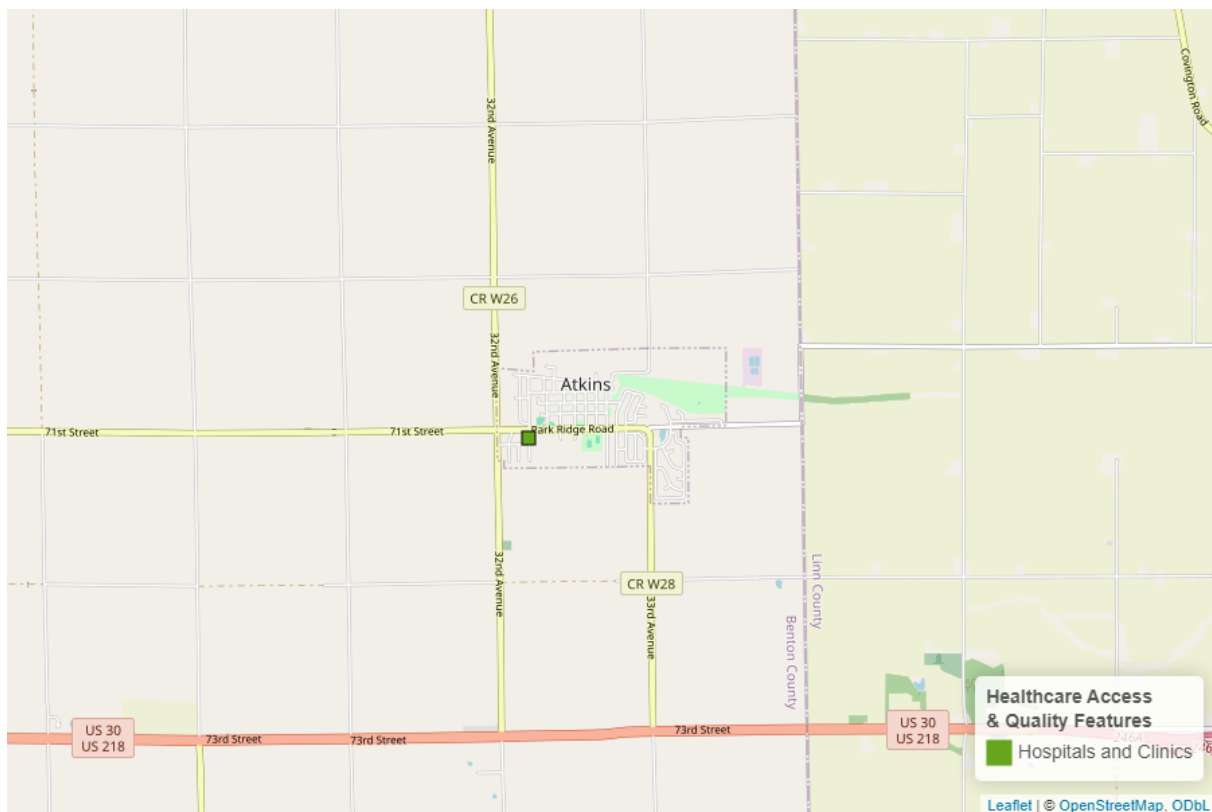 Covington Road
32nd Avenue
CR W26
32nd Avenue
Atkins
71st Street
71st Street
Park Ridge Road
32nd Avenue
CR W28
33rd Avenue
Linn County
Benton County
US 30
US 218
73rd Street
73rd Street
73rd Street
US 30
US 218
246A
246
Healthcare Access
& Quality Features
Hospitals and Clinics
Leaflet | © OpenStreetMap, ODbL